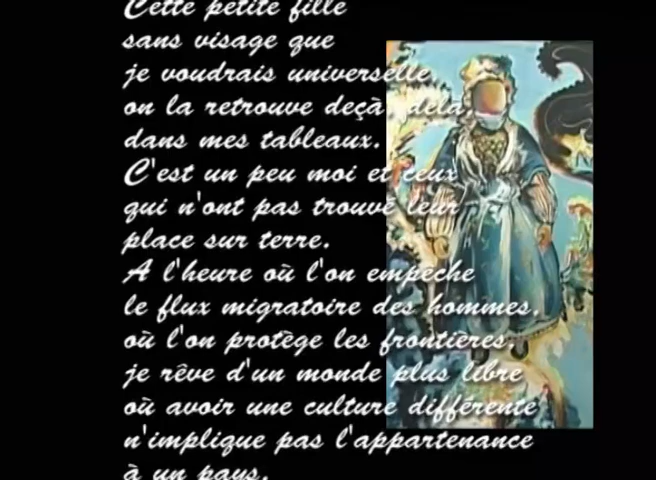 Cette petite fille
sans visage que
je voudrais universelle,
on la retrouve deçà, delà,
dans mes tableaux.
C'est un peu moi et ceux
qui n'ont pas trouvé leur
place sur terre.
A l'heure où l'on empêche
le flux migratoire des hommes,
où l'on protège les frontières,
je rêve d'un monde plus libre
où avoir une culture différente
n'implique pas l'appartenance
à un pays.